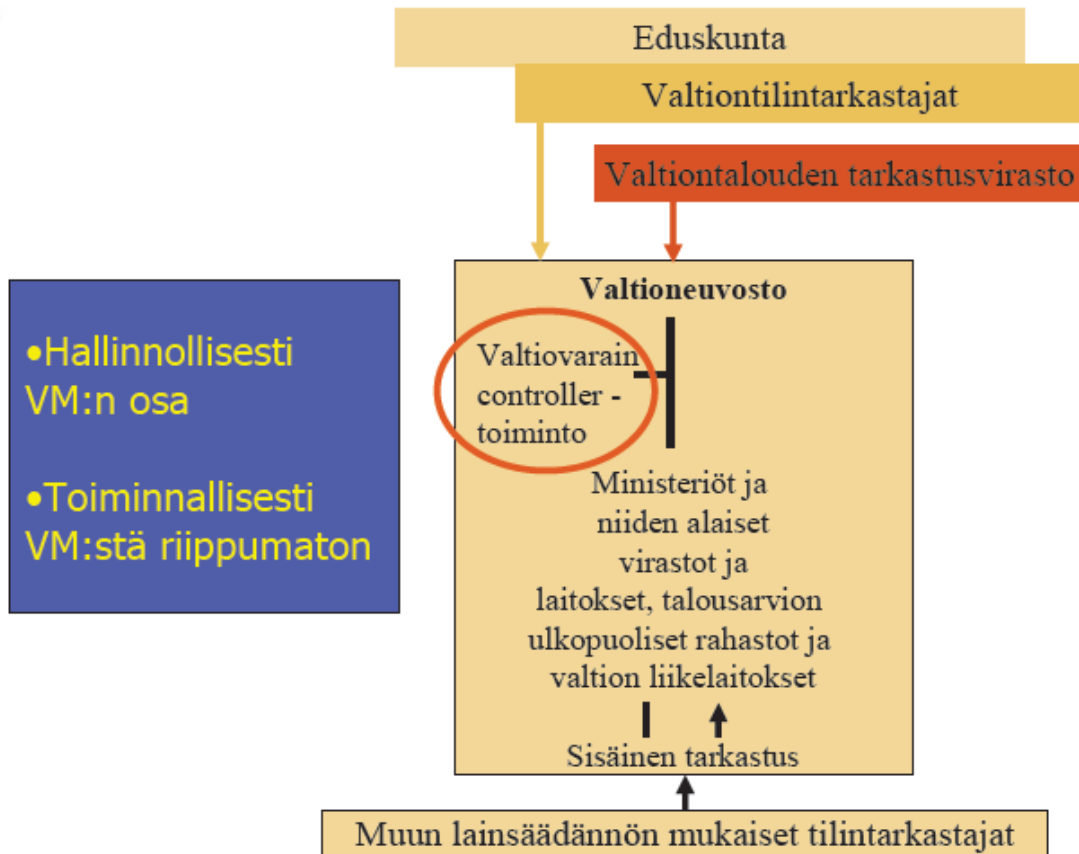 Eduskunta
Valtiontilintarkastajat
Valtiontalouden tarkastusvirasto
•Hallinnollisesti
VM:n osa
•Toiminnallisesti
VM:stä riippumaton
Valtioneuvosto
Valtiovarain
controller -
toiminto
Ministeriöt ja
niiden alaiset
virastot ja
laitokset, talousarvion
ulkopuoliset rahastot ja
valtion liikelaitokset
Sisäinen tarkastus
Muun lainsäädännön mukaiset tilintarkastajat